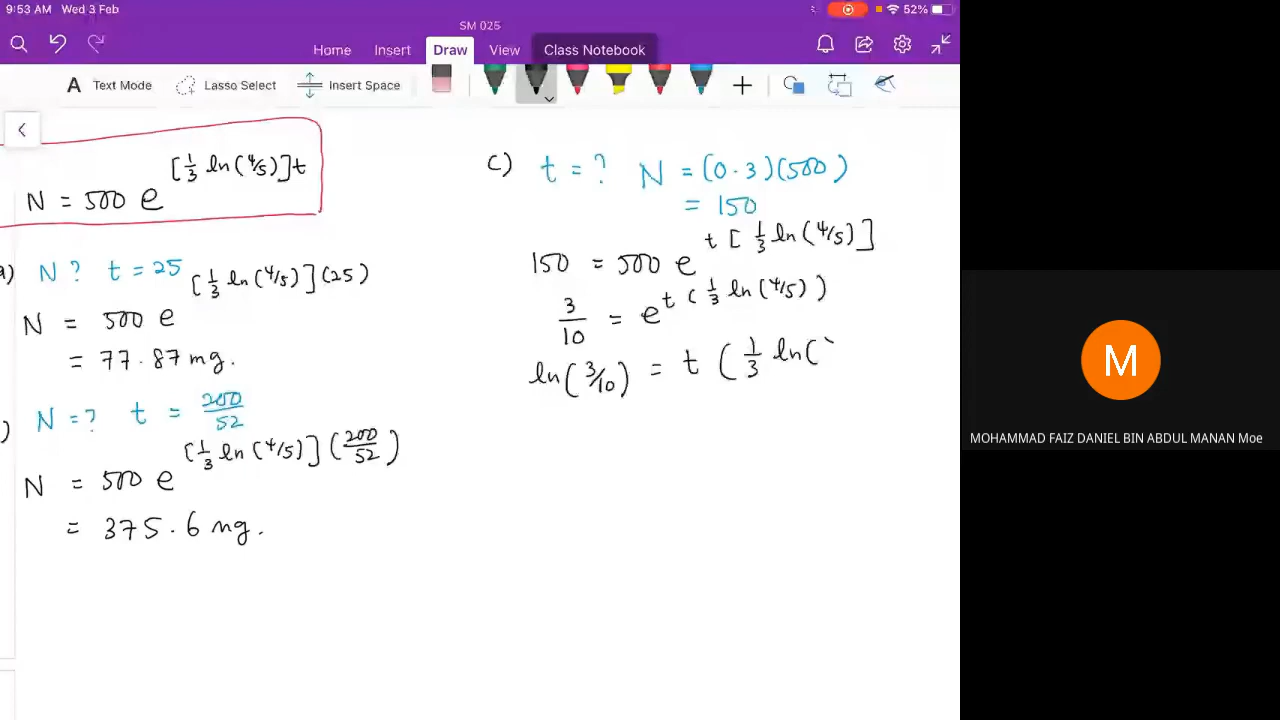 9:53 AM Wed 3 Feb
52%
SM 025
Home Insert Draw View Class Notebook
Text Mode Lasso Select Insert Space
N = 500 e^{[1/3 ln(4/5)]t}
a) N? t = 25
N = 500 e^{[1/3 ln(4/5)](25)}
= 77.87 mg.
) N = ? t = 200/52
N = 500 e^{[1/3 ln(4/5)](200/52)}
= 375.6 mg.
c) t = ? N = (0.3)(500)
= 150
150 = 500 e^{t[1/3 ln(4/5)]}
3/10 = e^{t(1/3 ln(4/5))}
ln(3/10) = t (1/3 ln(
M
MOHAMMAD FAIZ DANIEL BIN ABDUL MANAN Moe